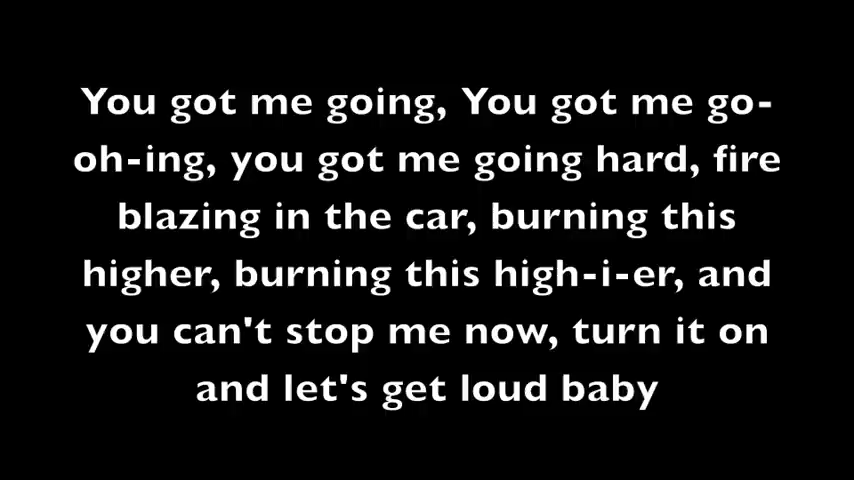 You got me going, You got me go-
oh-ing, you got me going hard, fire
blazing in the car, burning this
higher, burning this high-i-er, and
you can't stop me now, turn it on
and let's get loud baby